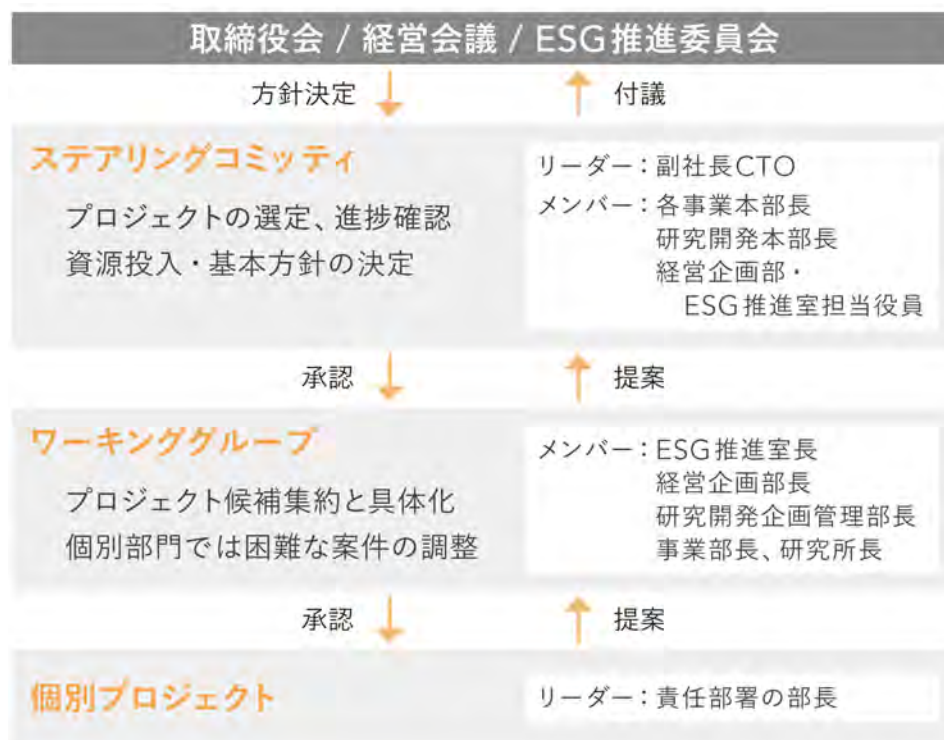 取締役会 / 経営会議 / ESG推進委員会
方針決定
付議
ステアリングコミッティ
プロジェクトの選定、進捗確認
資源投入・基本方針の決定
リーダー：副社長CTO
メンバー：各事業本部長
研究開発本部長
経営企画部・
ESG推進室担当役員
承認
提案
ワーキンググループ
プロジェクト候補集約と具体化
個別部門では困難な案件の調整
メンバー：ESG推進室長
経営企画部長
研究開発企画管理部長
事業部長、研究所長
承認
提案
個別プロジェクト
リーダー：責任部署の部長